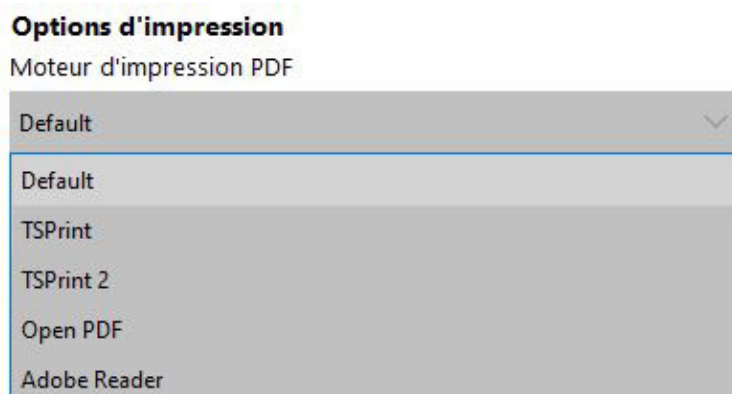 Options d'impression
Moteur d'impression PDF
Default
Default
TSPrint
TSPrint 2
Open PDF
Adobe Reader